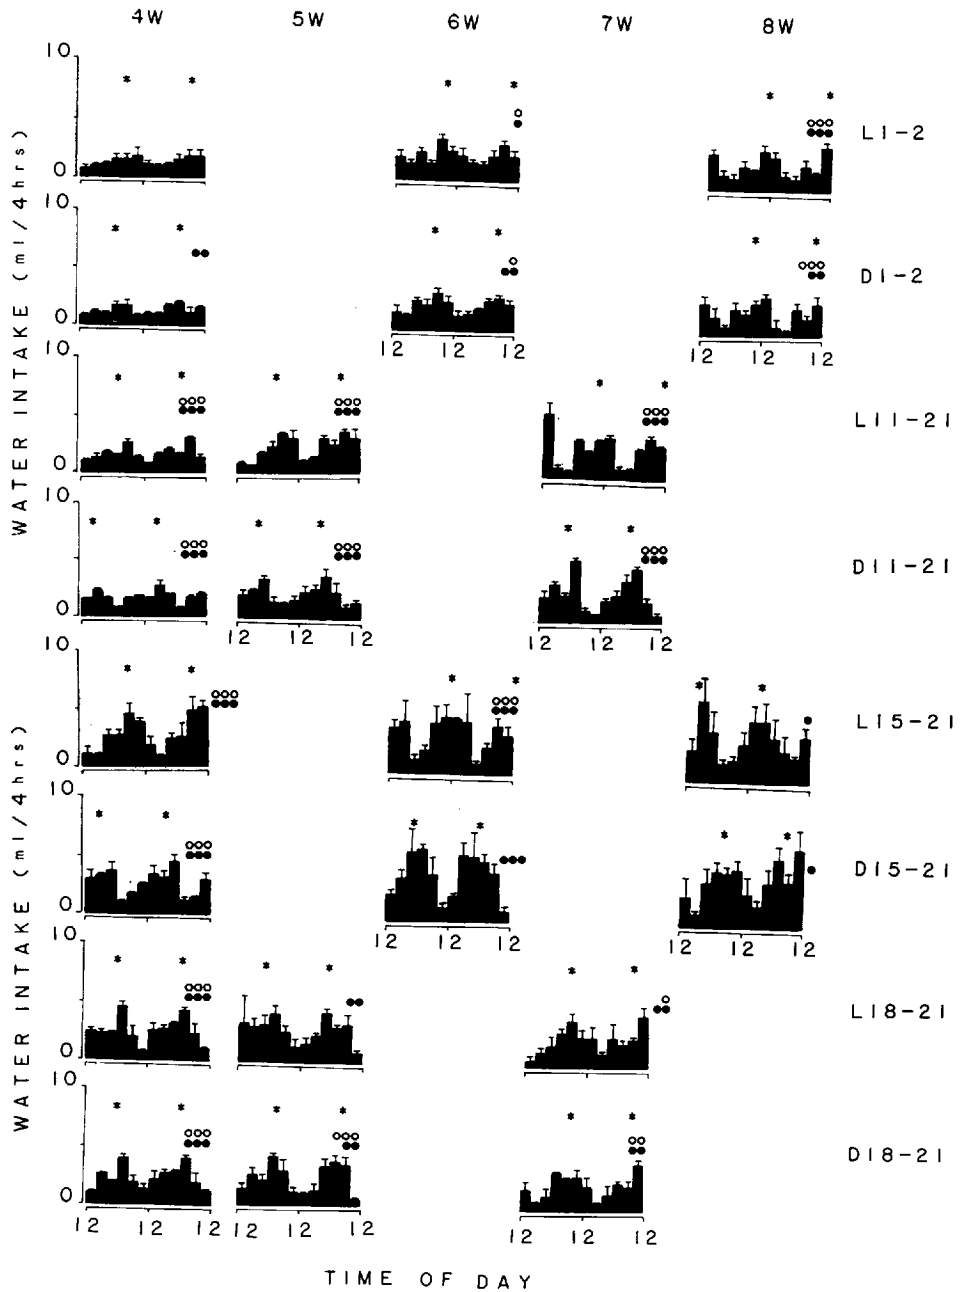 4W 5W 6W 7W 8W
10
* * * * * *
0
L1-2
10
* * * * * *
0
D1-2
12 12 12 12 12 12
10
* * * * * *
0
L11-21
10
* * * * * *
0
D11-21
12 12 12 12 12 12
WATER INTAKE (ml/4hrs)
10
* * * * * *
0
L15-21
10
* * * * * *
0
D15-21
12 12 12 12 12 12
10
* * * * * *
0
L18-21
10
* * * * * *
0
D18-21
12 12 12 12 12 12 12 12 12
WATER INTAKE (ml/4hrs)
TIME OF DAY